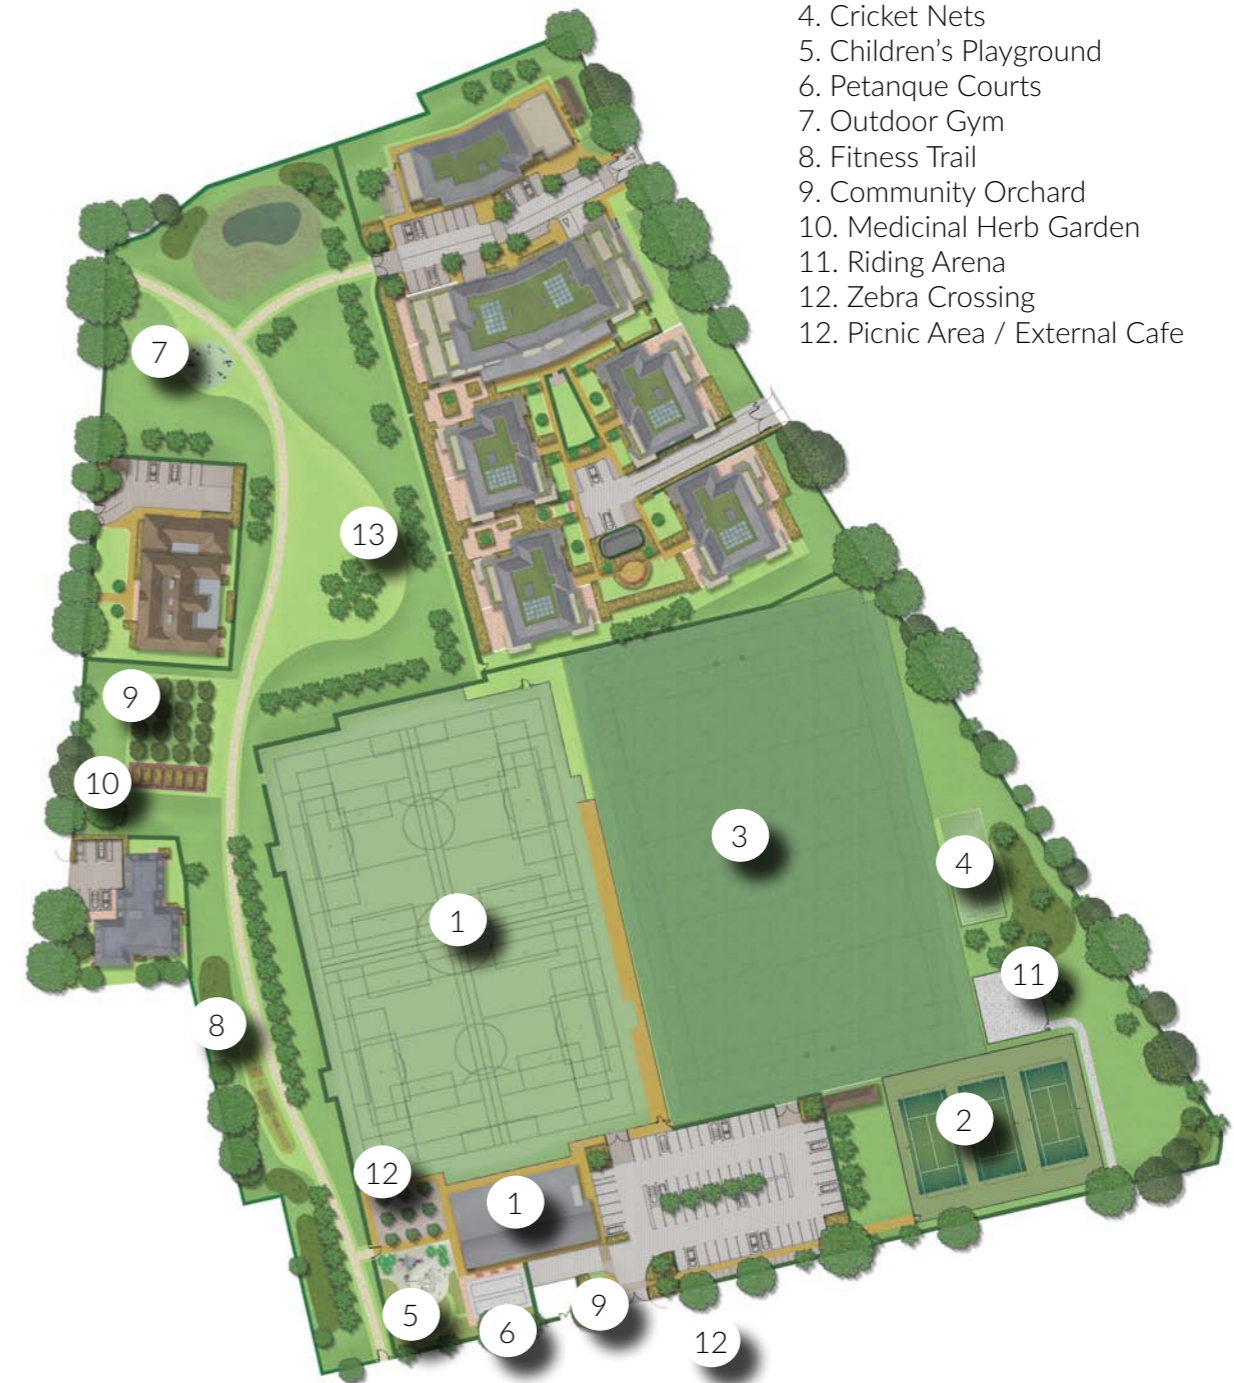 4. Cricket Nets
5. Children's Playground
6. Petanque Courts
7. Outdoor Gym
8. Fitness Trail
9. Community Orchard
10. Medicinal Herb Garden
11. Riding Arena
12. Zebra Crossing
12. Picnic Area / External Cafe
7
13
9
10
3
4
1
11
8
2
12
1
9
5
6
12